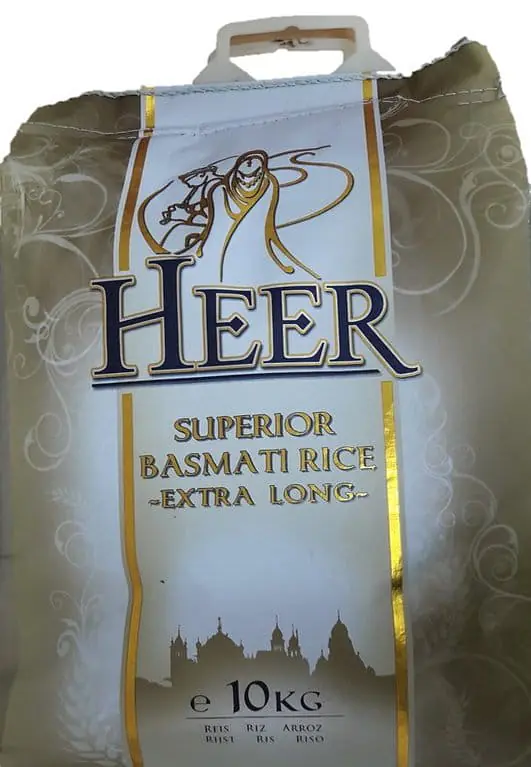 HEER
SUPERIOR
BASMATI RICE
~EXTRA LONG~
e 10KG
REIS RIZ ARROZ
RIJST RIS RISO